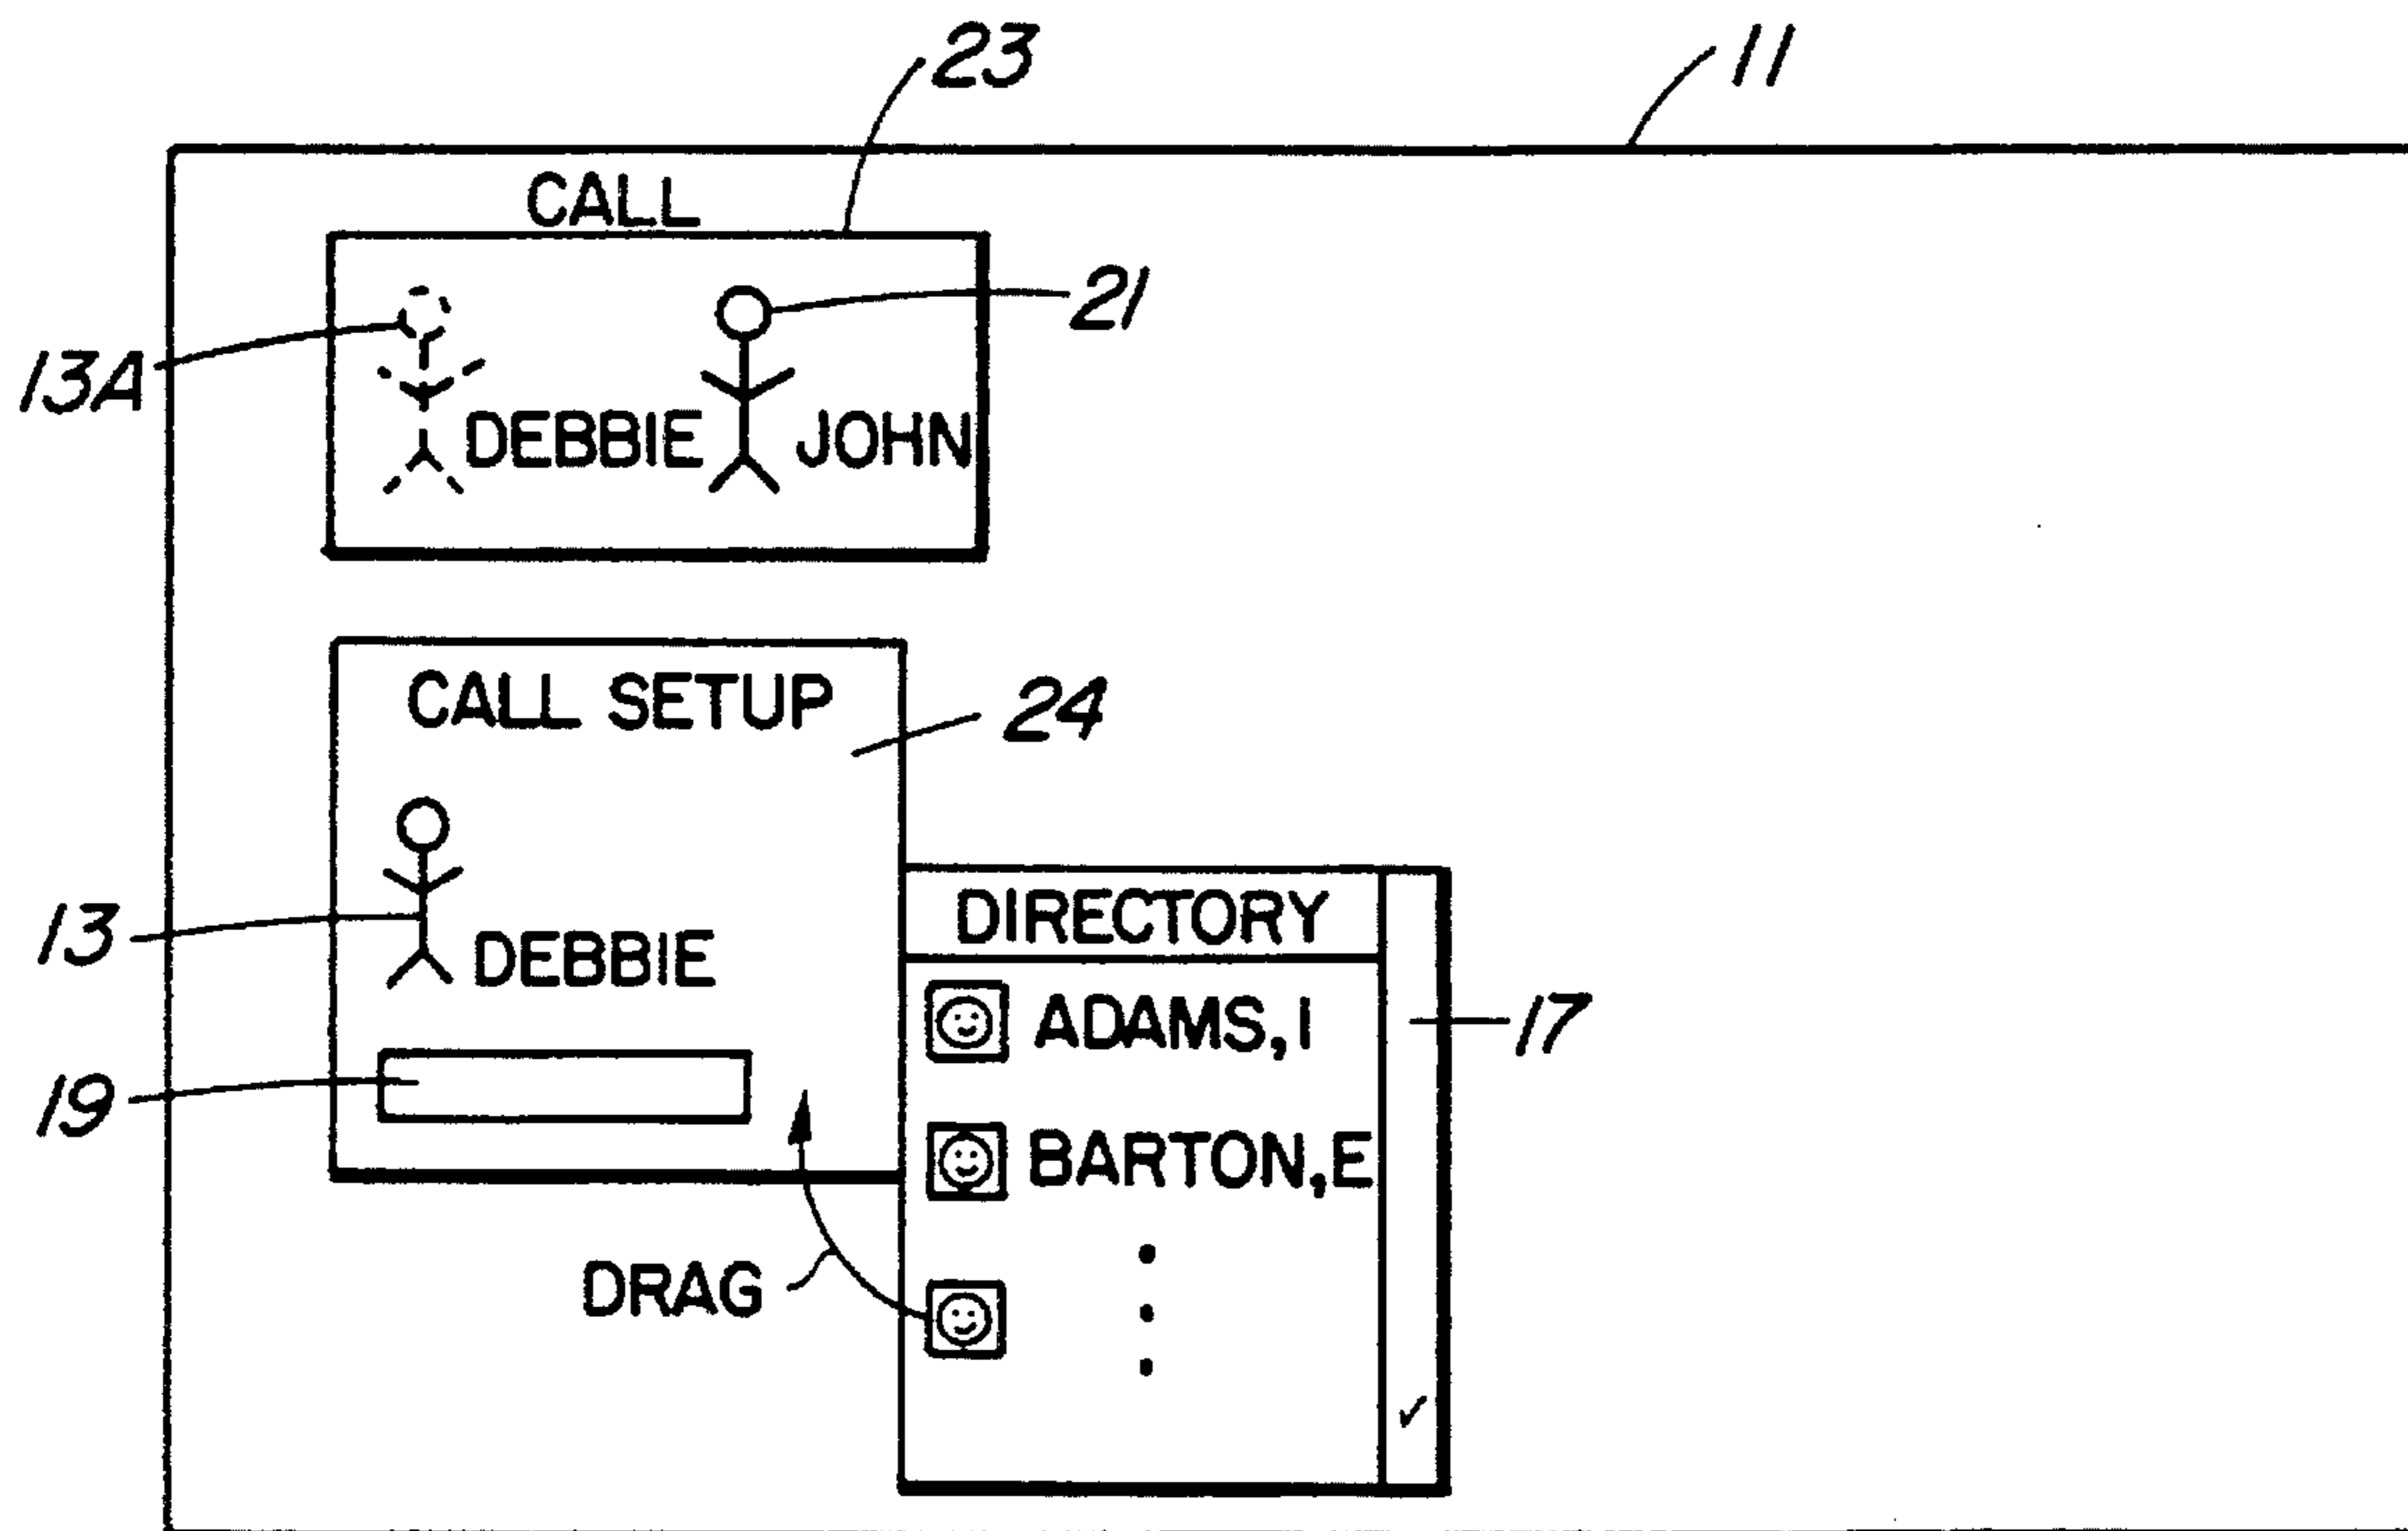 23
11
CALL
21
13A
DEBBIE
JOHN
CALL SETUP
24
13
DEBBIE
DIRECTORY
ADAMS, I
17
19
BARTON, E
DRAG